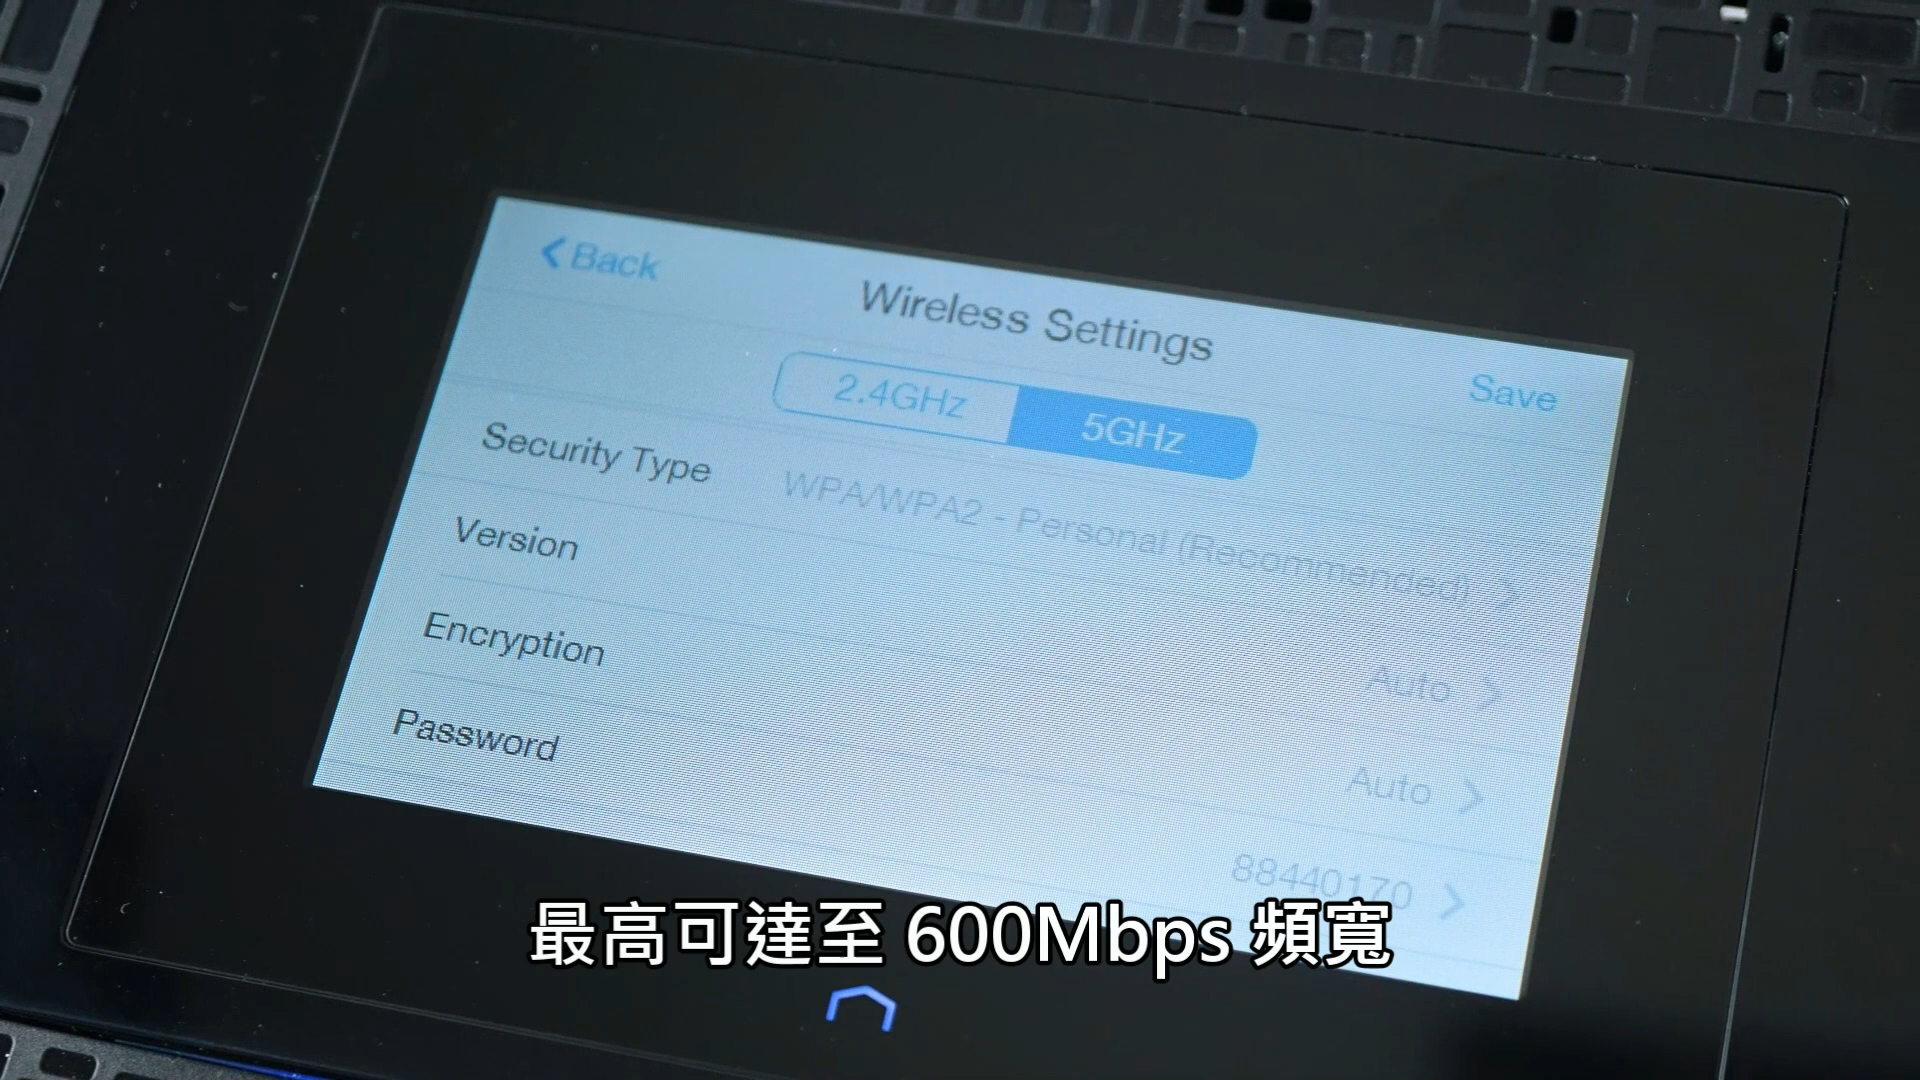 Back
Wireless Settings
Save
2.4GHz
5GHz
Security Type
WPA/WPA2 - Personal (Recommended)
Version
Auto
Encryption
Auto
Password
88440170
最高可達至 600Mbps 頻寬